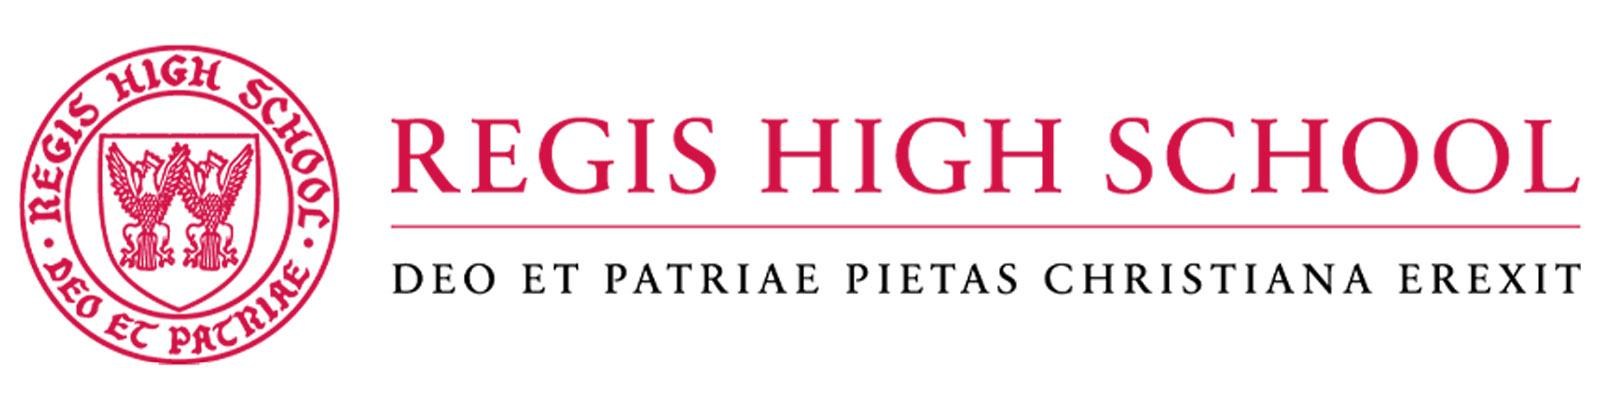 REGIS HIGH SCHOOL
DEO ET PATRIAE
REGIS HIGH SCHOOL
DEO ET PATRIAE PIETAS CHRISTIANA EREXIT